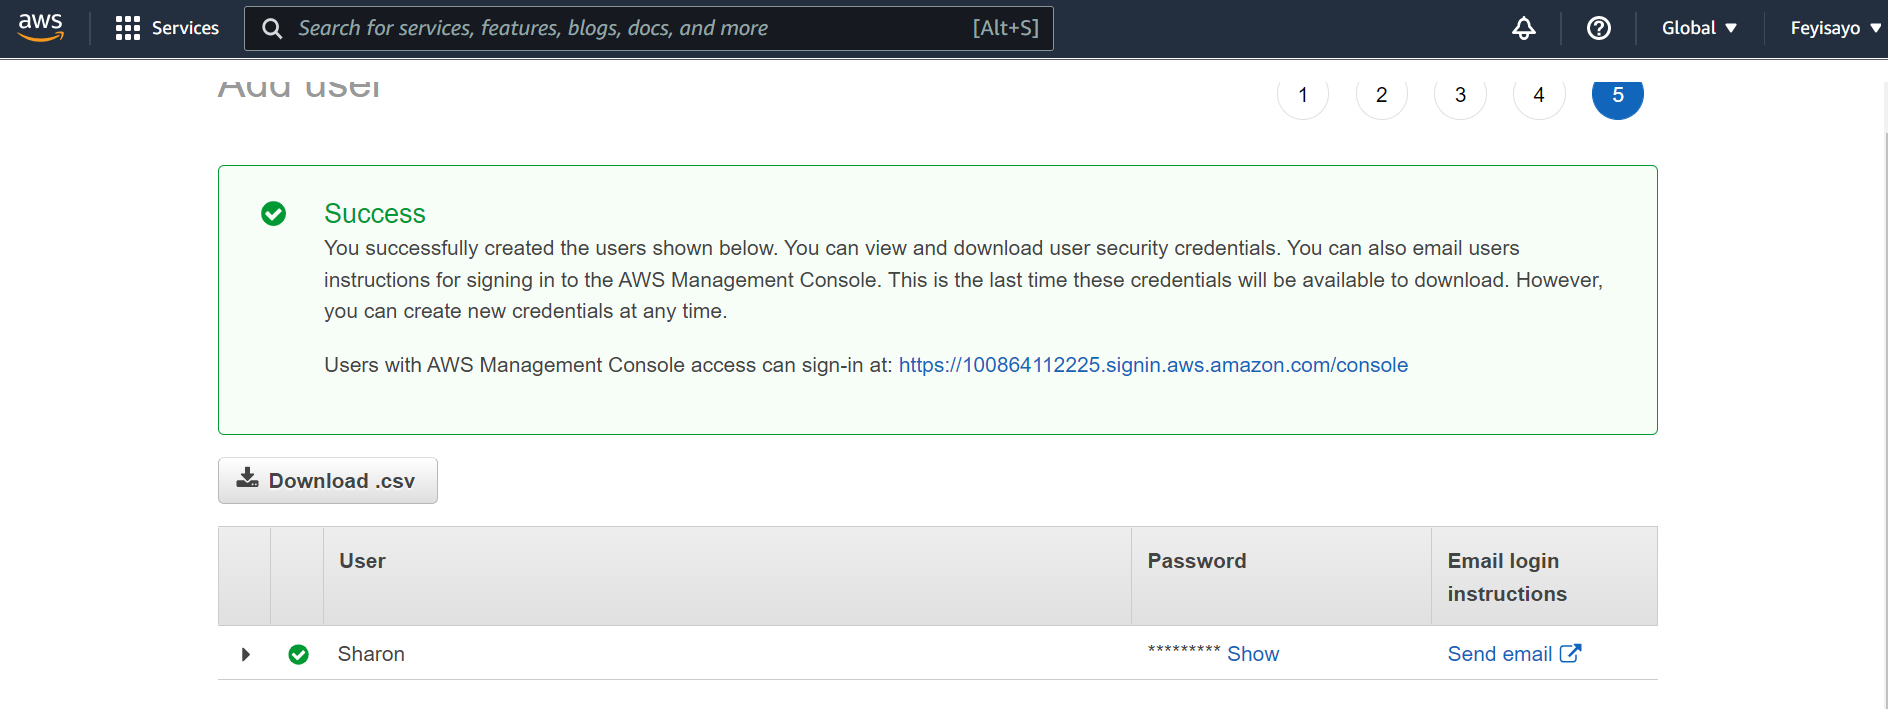 aws Services Search for services, features, blogs, docs, and more [Alt+S] Global Feyisayo
Add user 1 2 3 4 5
Success
You successfully created the users shown below. You can view and download user security credentials. You can also email users
instructions for signing in to the AWS Management Console. This is the last time these credentials will be available to download. However,
you can create new credentials at any time.
Users with AWS Management Console access can sign-in at: https://100864112225.signin.aws.amazon.com/console
Download .csv
User Password Email login
instructions
Sharon ********* Show Send email